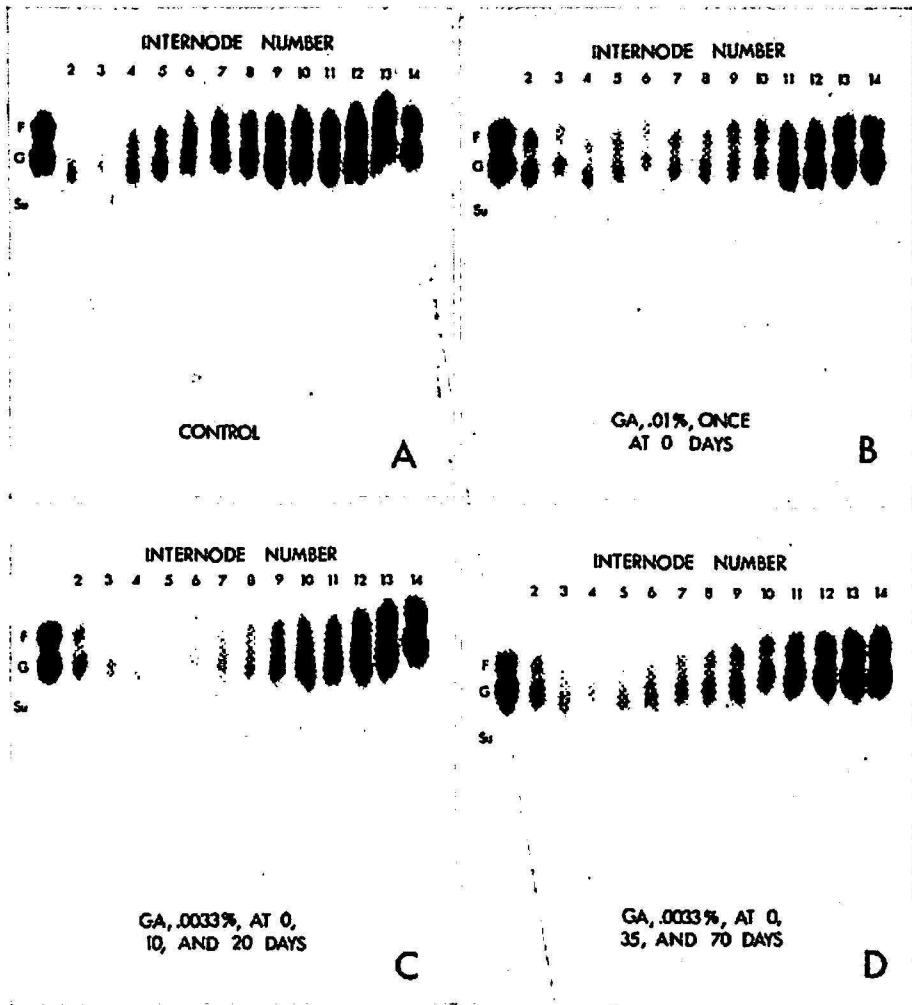 INTERNODE NUMBER
2 3 4 5 6 7 8 9 10 11 12 13 14
F
G
Su
CONTROL
A
INTERNODE NUMBER
2 3 4 5 6 7 8 9 10 11 12 13 14
F
G
Su
GA, .01%, ONCE
AT 0 DAYS
B
INTERNODE NUMBER
2 3 4 5 6 7 8 9 10 11 12 13 14
F
G
Su
GA, .0033%, AT 0,
10, AND 20 DAYS
C
INTERNODE NUMBER
2 3 4 5 6 7 8 9 10 11 12 13 14
F
G
Su
GA, .0033%, AT 0,
35, AND 70 DAYS
D